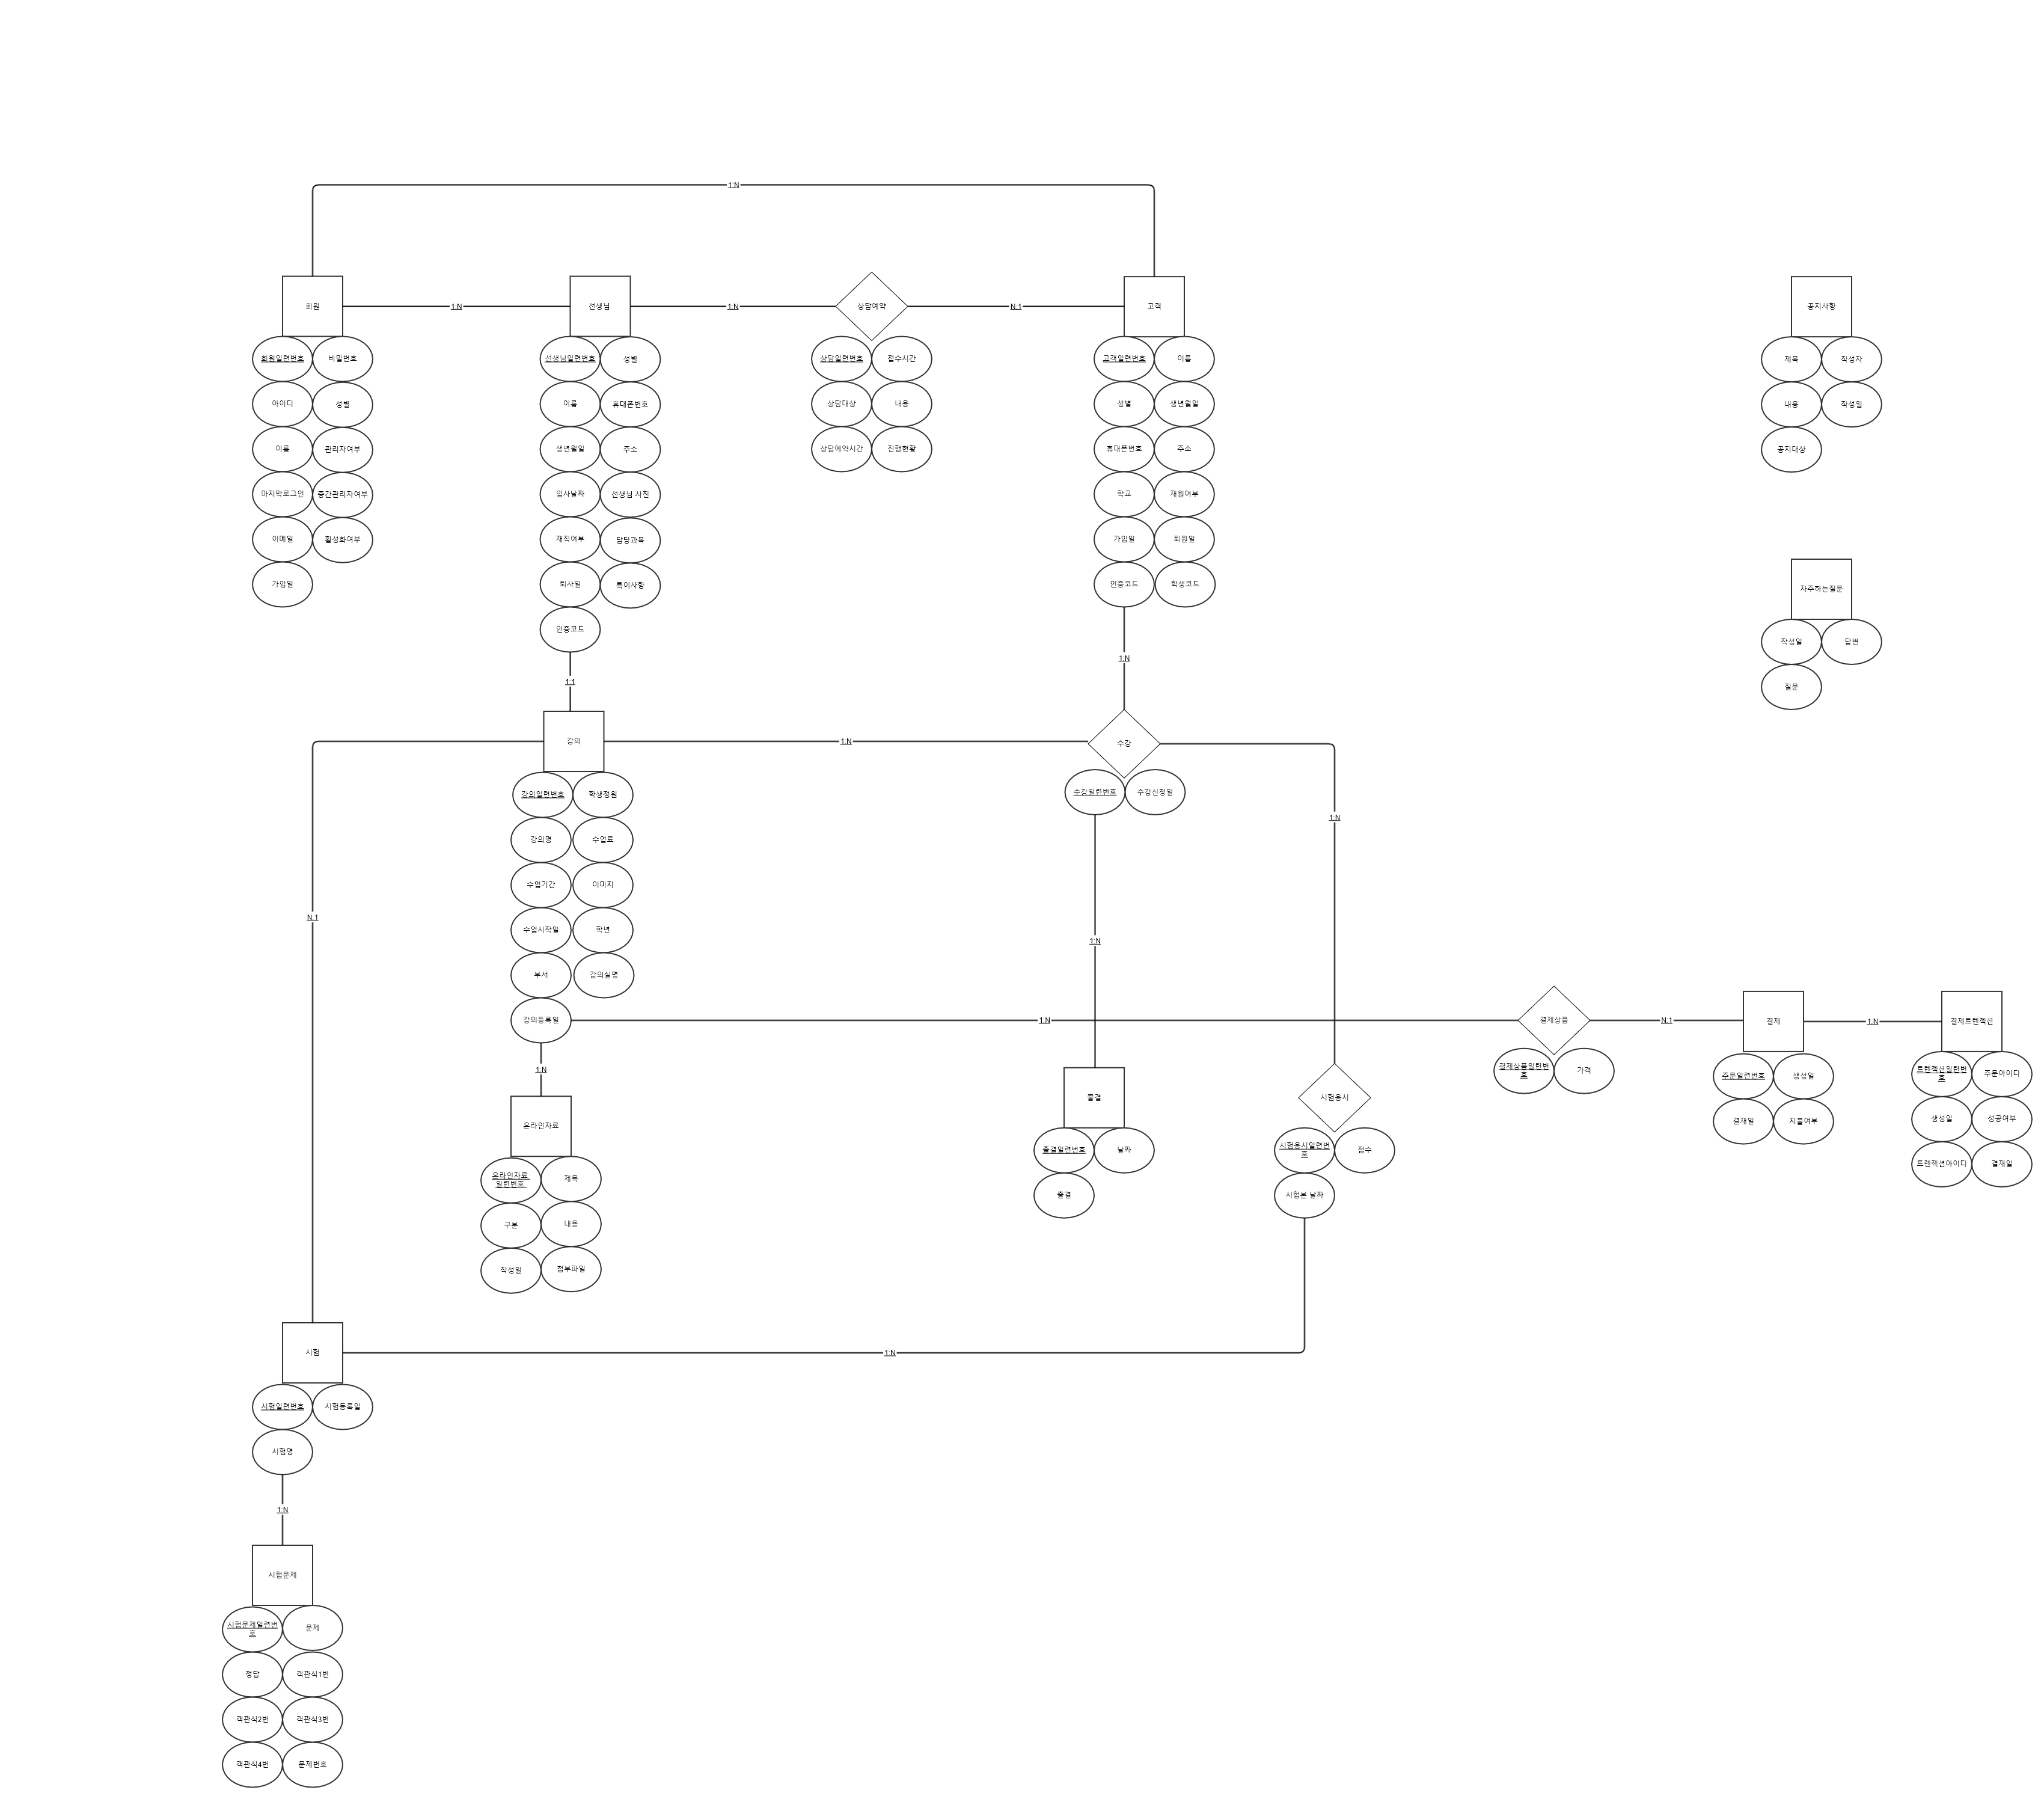 1:N
회원
1:N
선생님
1:N
상담예약
N:1
고객
공지사항
회원일련번호
비밀번호
아이디
성별
이름
관리자여부
마지막로그인
중간관리자여부
이메일
활성화여부
가입일
선생님일련번호
성별
이름
휴대폰번호
생년월일
주소
입사날짜
선생님 사진
재직여부
담당과목
퇴사일
특이사항
인증코드
상담일련번호
접수시간
상담대상
내용
상담예약시간
진행현황
고객일련번호
이름
성별
생년월일
휴대폰번호
주소
학교
재원여부
가입일
퇴원일
인증코드
학생코드
제목
작성자
내용
작성일
공지대상
자주하는질문
작성일
답변
질문
1:1
1:N
강의
1:N
수강
강의일련번호
학생정원
강의명
수업료
수업기간
이미지
수업시작일
학년
부서
강의실명
강의등록일
수강일련번호
수강신청일
1:N
N:1
1:N
1:N
결제상품
N:1
결제
1:N
결제트렌젝션
결제상품일련번
호
가격
주문일련번호
생성일
결재일
지불여부
트렌젝션일련번
호
주문아이디
생성일
성공여부
트렌젝션아이디
결재일
1:N
온라인자료
온라인자료
일련번호
제목
구분
내용
작성일
첨부파일
출결
출결일련번호
날짜
출결
시험응시
시험응시일련번
호
점수
시험본 날짜
시험
1:N
시험일련번호
시험등록일
시험명
1:N
시험문제
시험문제일련번
호
문제
정답
객관식1번
객관식2번
객관식3번
객관식4번
문제번호